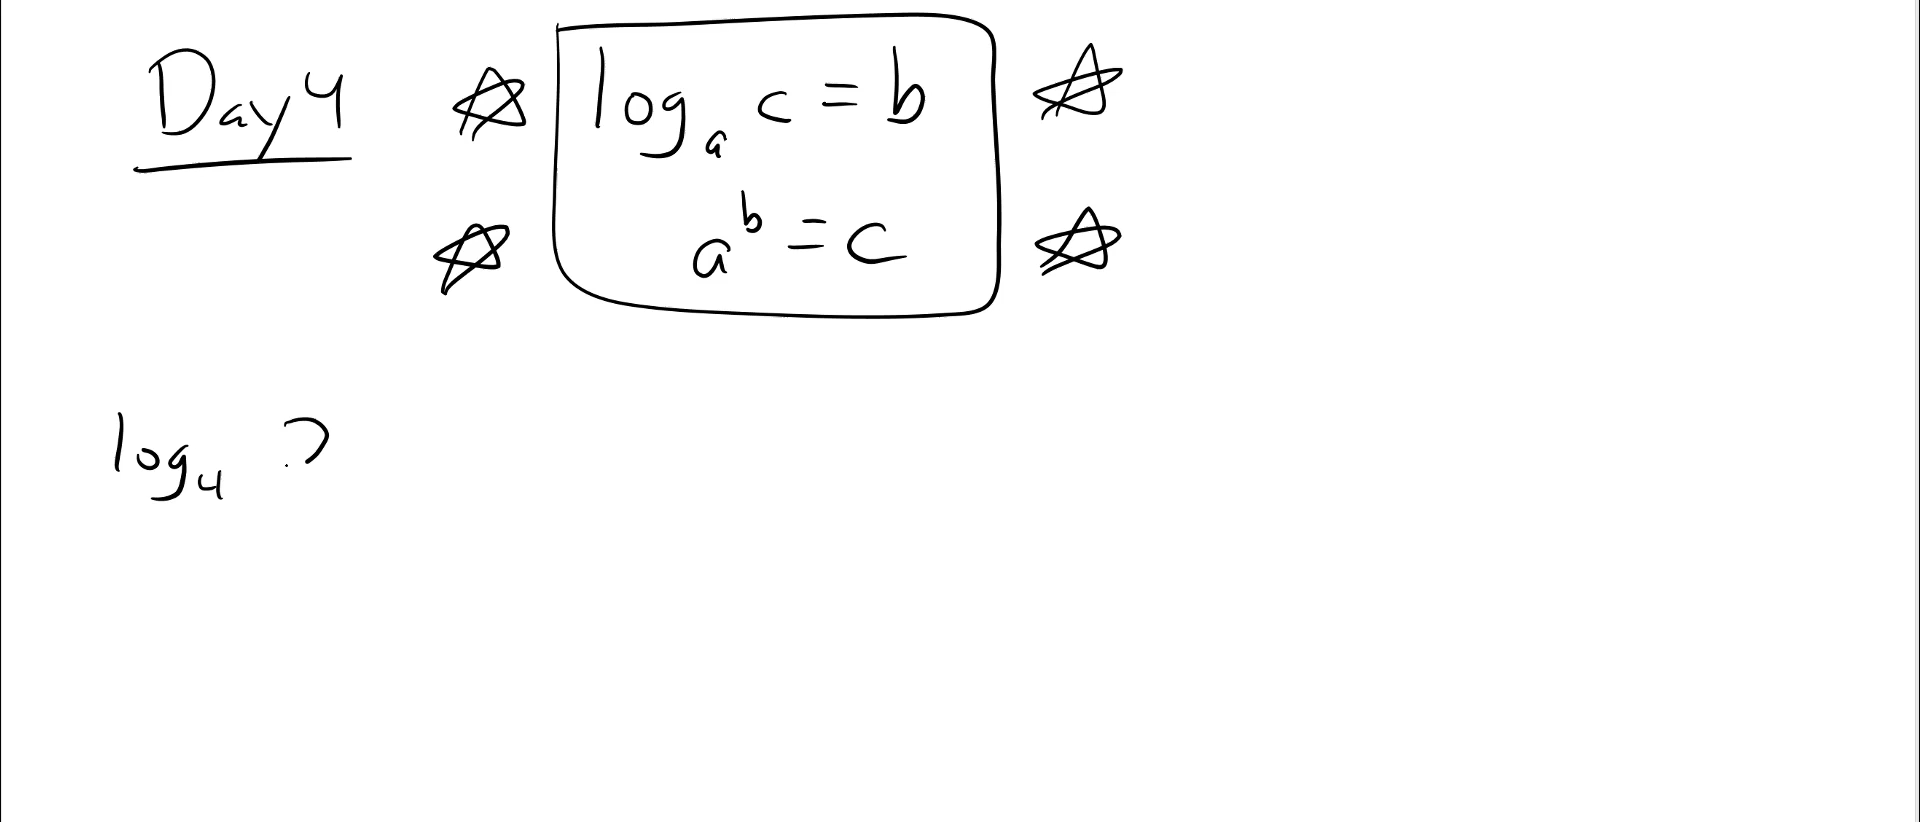 Day 4
log_a c = b
a^b = c
log_4